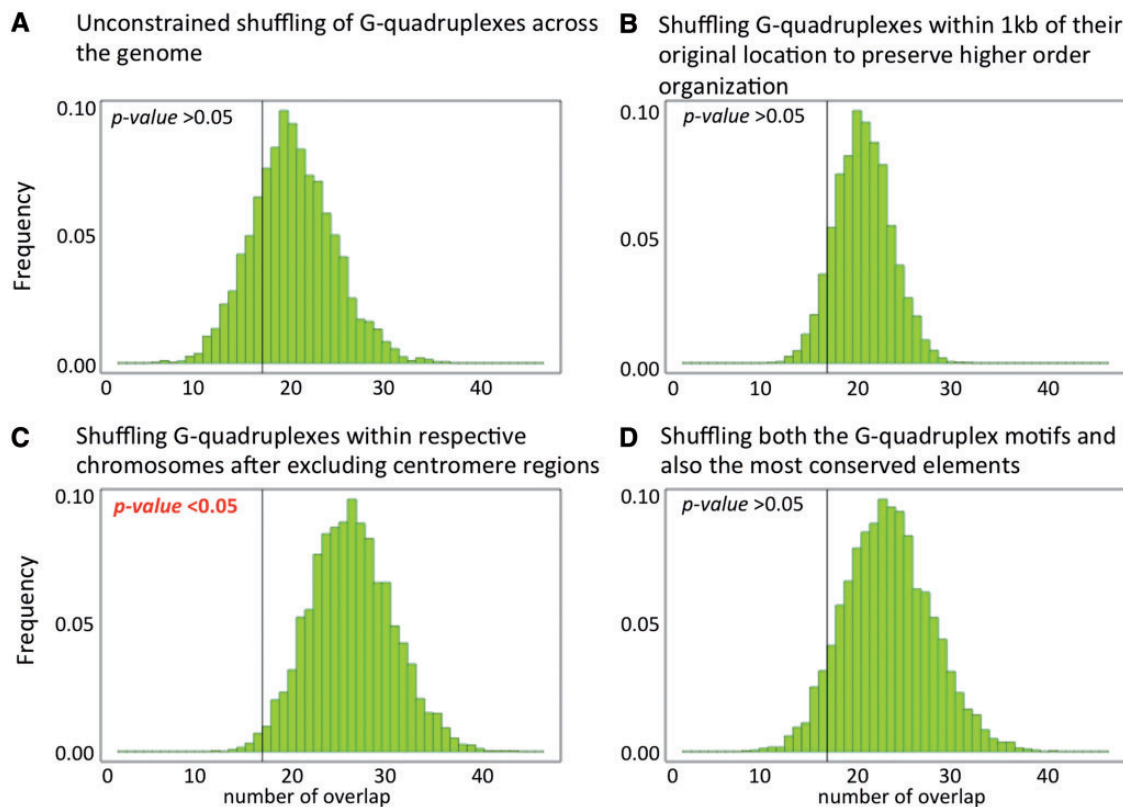 A Unconstrained shuffling of G-quadruplexes across
the genome
p-value >0.05
0.10
0.05
0.00
Frequency
10
20
30
40
B Shuffling G-quadruplexes within 1kb of their
original location to preserve higher order
organization
p-value >0.05
0.10
0.05
0.00
0
10
20
30
40
C Shuffling G-quadruplexes within respective
chromosomes after excluding centromere regions
p-value <0.05
0.10
0.05
0.00
Frequency
0
10
20
30
40
number of overlap
D Shuffling both the G-quadruplex motifs and
also the most conserved elements
p-value >0.05
0.10
0.05
0.00
0
10
20
30
40
number of overlap